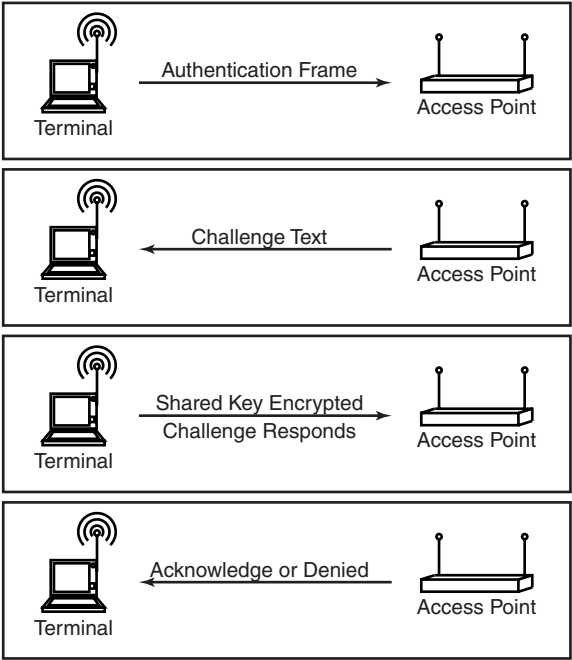 Authentication Frame
Terminal
Access Point
Challenge Text
Terminal
Access Point
Shared Key Encrypted
Challenge Responds
Terminal
Access Point
Acknowledge or Denied
Terminal
Access Point